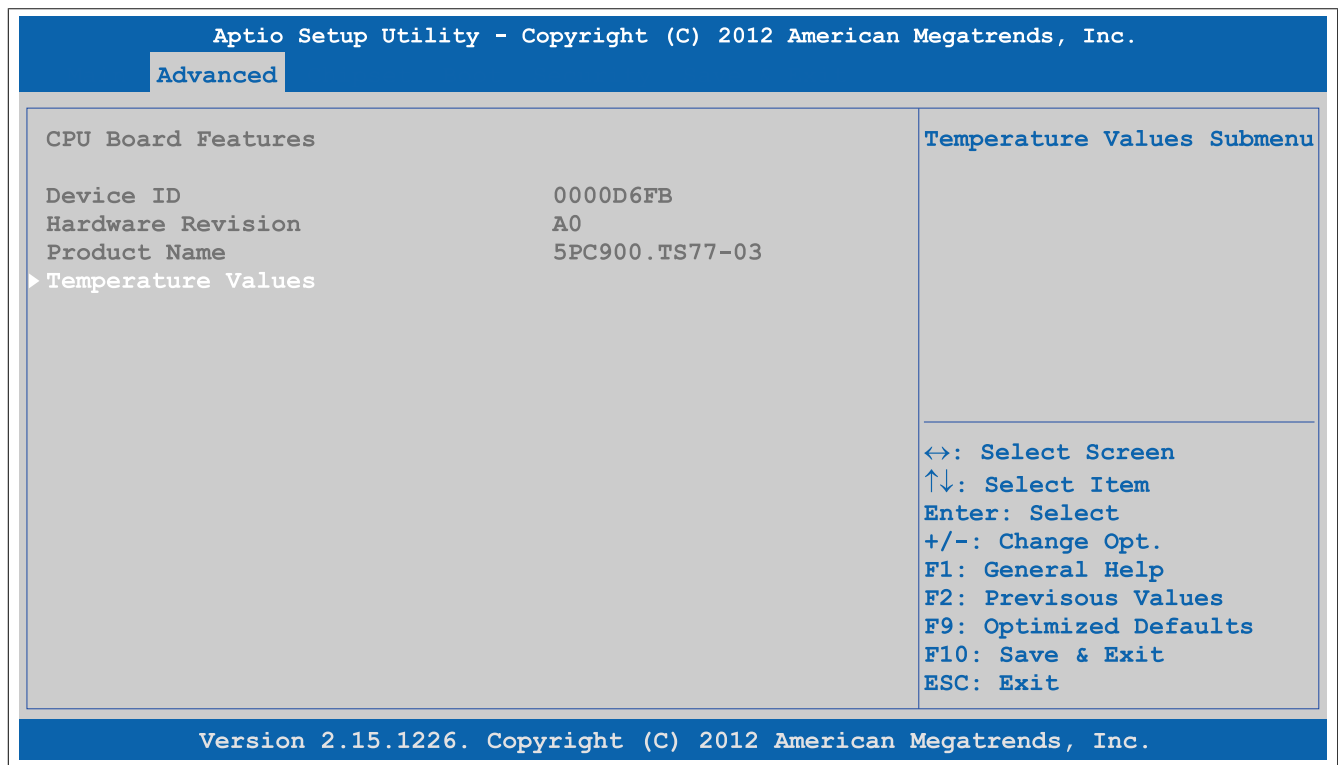 Aptio Setup Utility - Copyright (C) 2012 American Megatrends, Inc.
Advanced
CPU Board Features
Device ID 0000D6FB
Hardware Revision A0
Product Name 5PC900.TS77-03
Temperature Values
Temperature Values Submenu
↔: Select Screen
↑↓: Select Item
Enter: Select
+/-: Change Opt.
F1: General Help
F2: Previsous Values
F9: Optimized Defaults
F10: Save & Exit
ESC: Exit
Version 2.15.1226. Copyright (C) 2012 American Megatrends, Inc.